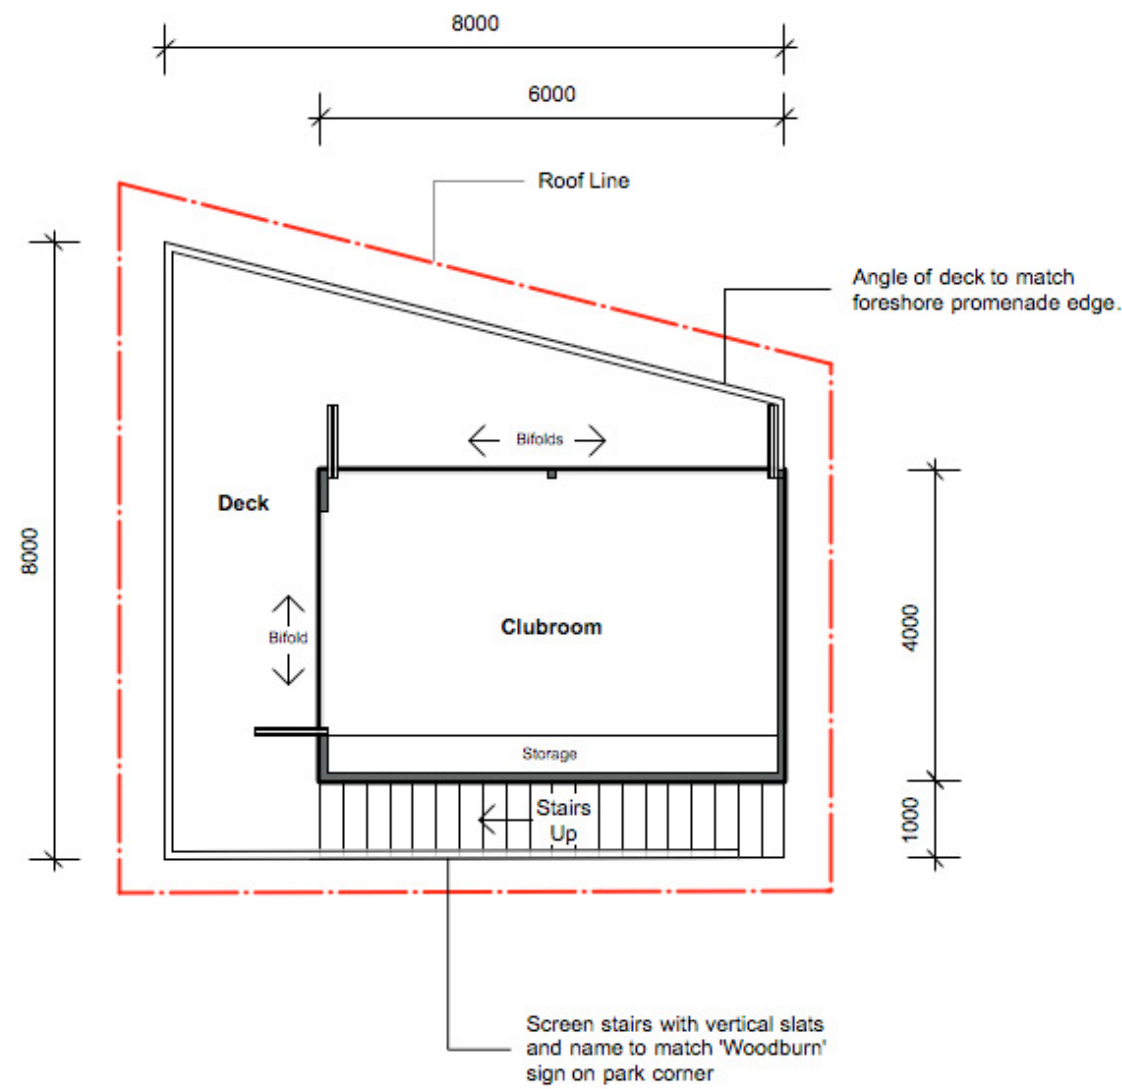 8000
6000
Roof Line
Angle of deck to match
foreshore promenade edge.
Bifolds
Deck
8000
Clubroom
4000
Bifold
Storage
Stairs
Up
1000
Screen stairs with vertical slats
and name to match 'Woodburn'
sign on park corner